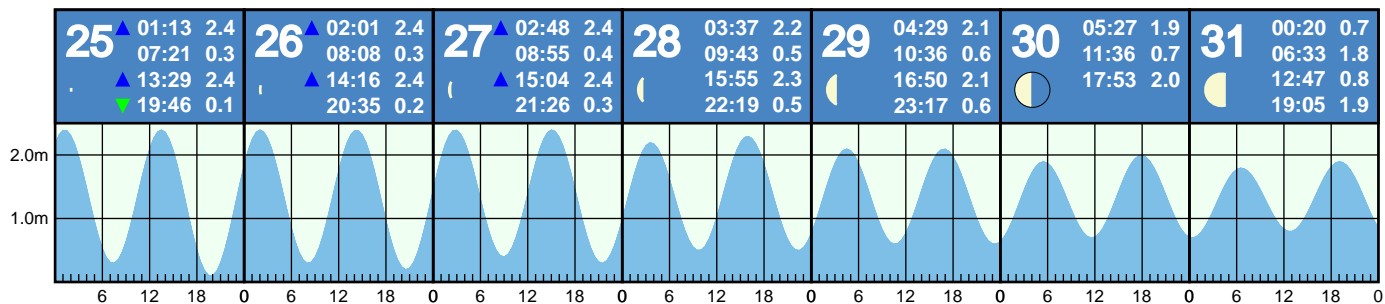 25 ▲ 01:13 2.4
07:21 0.3
▲ 13:29 2.4
▼ 19:46 0.1
26 ▲ 02:01 2.4
08:08 0.3
▲ 14:16 2.4
20:35 0.2
27 ▲ 02:48 2.4
08:55 0.4
▲ 15:04 2.4
21:26 0.3
28 03:37 2.2
09:43 0.5
15:55 2.3
22:19 0.5
29 04:29 2.1
10:36 0.6
16:50 2.1
23:17 0.6
30 05:27 1.9
11:36 0.7
17:53 2.0
31 00:20 0.7
06:33 1.8
12:47 0.8
19:05 1.9
2.0m
1.0m
6 12 18 0 6 12 18 0 6 12 18 0 6 12 18 0 6 12 18 0 6 12 18 0 6 12 18 0